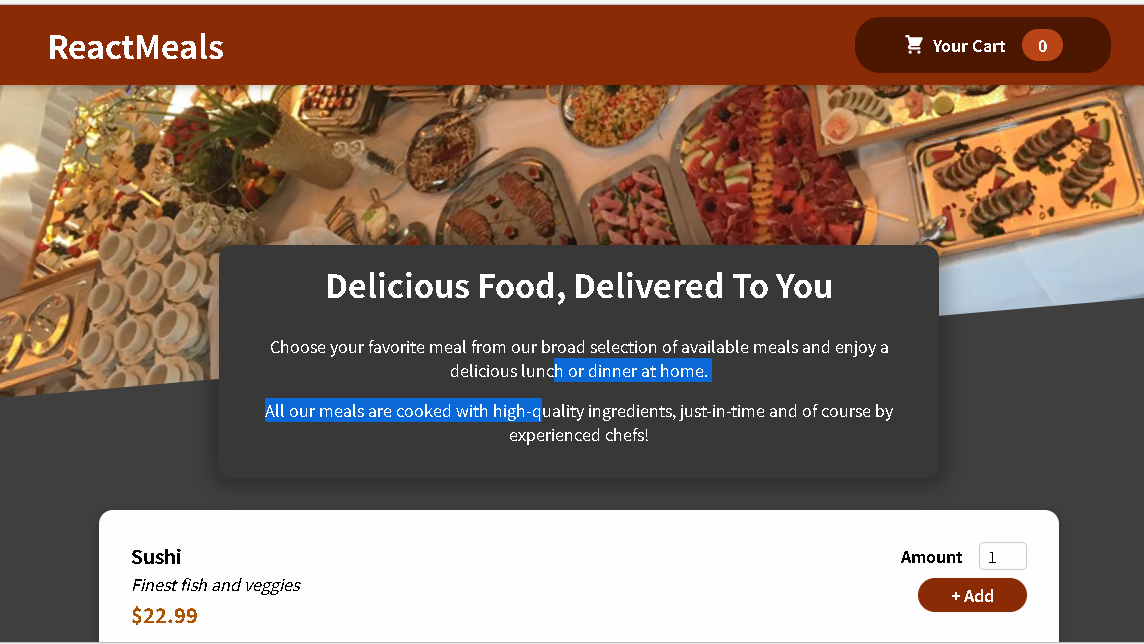 ReactMeals
Your Cart 0
Delicious Food, Delivered To You
Choose your favorite meal from our broad selection of available meals and enjoy a
delicious lunch or dinner at home.
All our meals are cooked with high-quality ingredients, just-in-time and of course by
experienced chefs!
Sushi
Finest fish and veggies
$22.99
Amount 1
+ Add